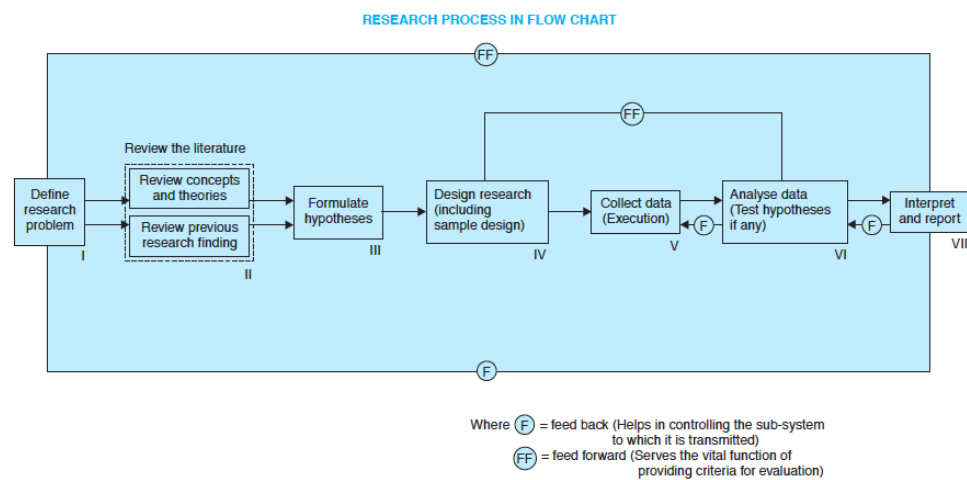 RESEARCH PROCESS IN FLOW CHART
FF
FF
Review the literature
Define
research
problem
I
Review concepts
and theories
Review previous
research finding
II
Formulate
hypotheses
III
Design research
(including
sample design)
IV
Collect data
(Execution)
V
F
Analyse data
(Test hypotheses
if any)
VI
F
Interpret
and report
VII
F
Where F = feed back (Helps in controlling the sub-system
to which it is transmitted)
FF = feed forward (Serves the vital function of
providing criteria for evaluation)